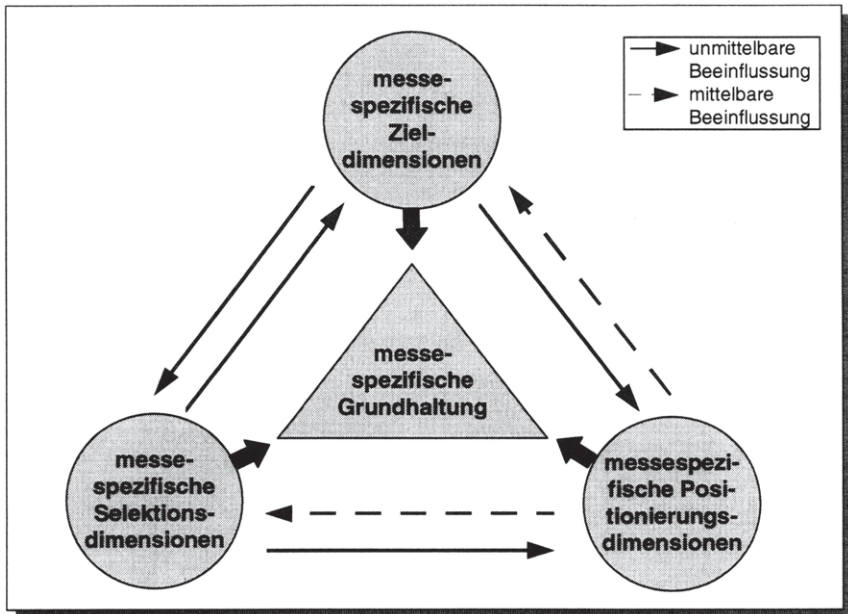 messe-
spezifische
Ziel-
dimensionen
unmittelbare
Beeinflussung
mittelbare
Beeinflussung
messe-
spezifische
Grundhaltung
messe-
spezifische
Selektions-
dimensionen
messespezi-
fische Posi-
tionierungs-
dimensionen